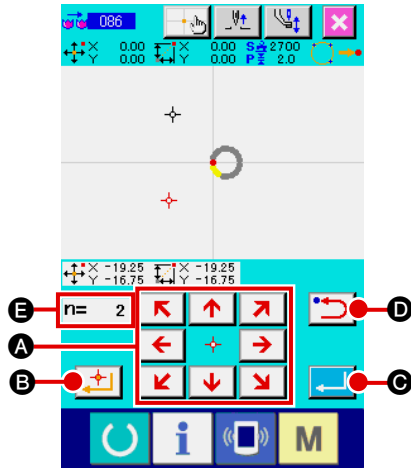 086
X 0.00 X 0.00 S 2700
Y 0.00 Y 0.00 P 2.0
X -19.25 X -19.25
Y -16.75 Y -16.75
E n= 2 D
A
B C
i M